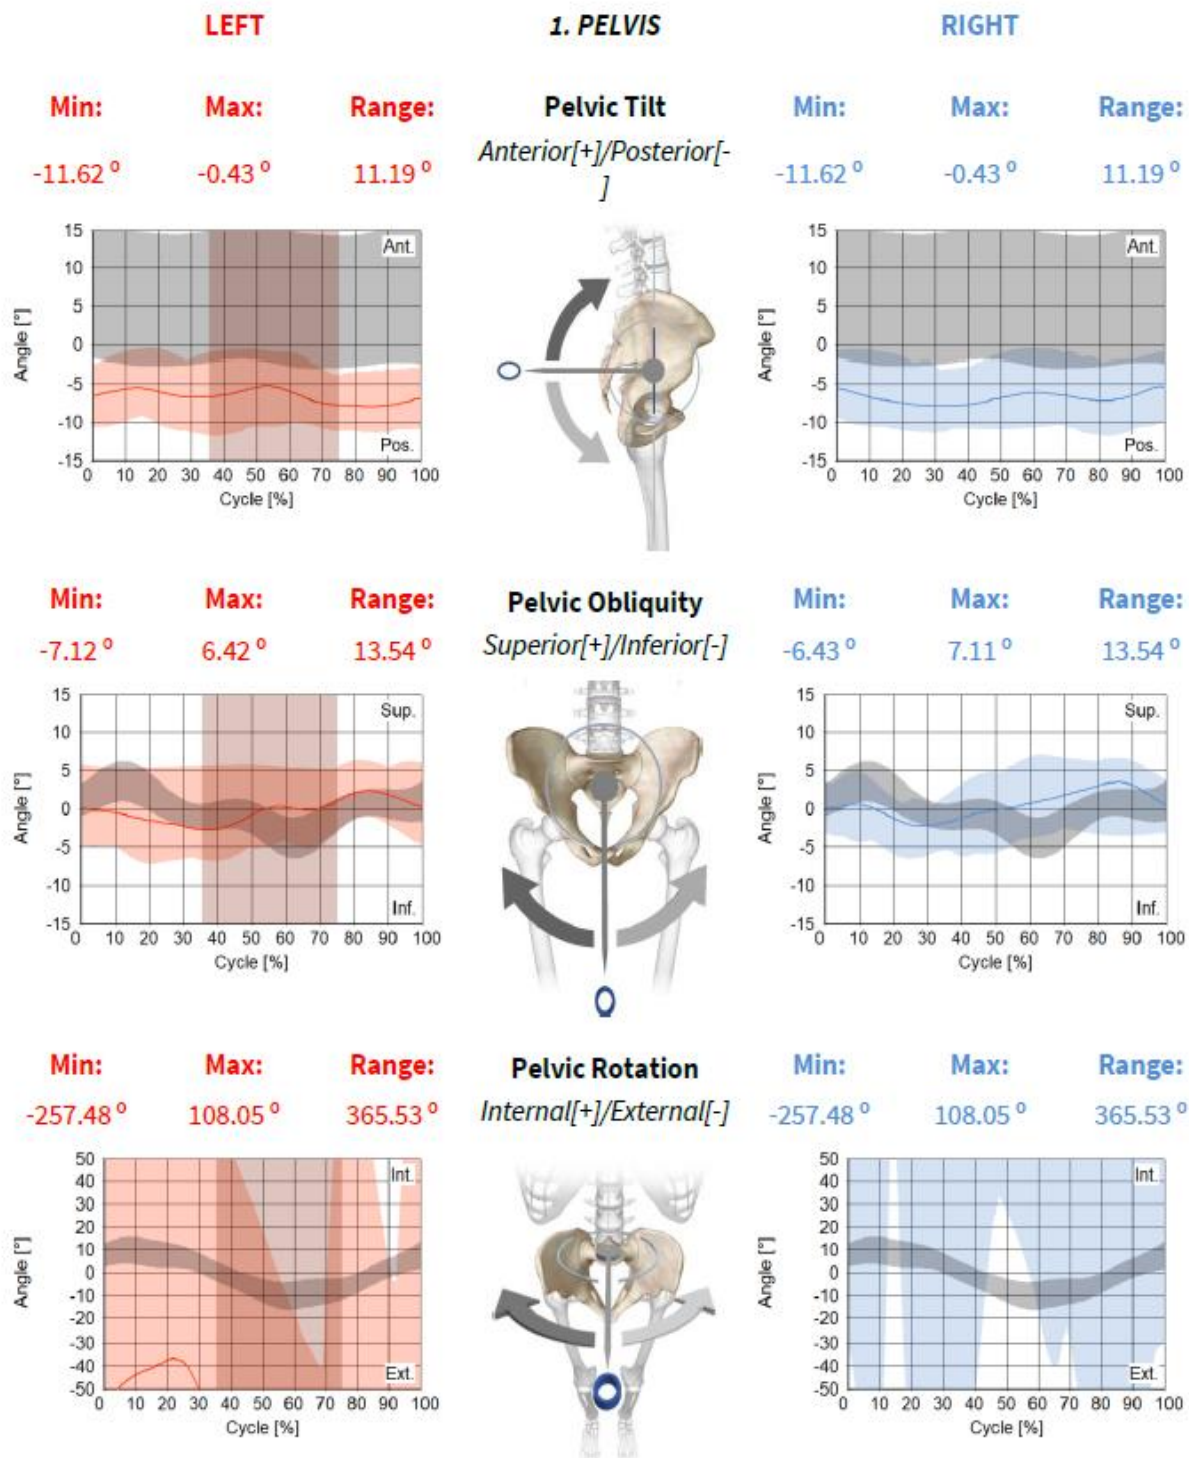 LEFT 1. PELVIS RIGHT
Min: Max: Range: Pelvic Tilt Min: Max: Range:
Anterior[+]/Posterior[-
]
-11.62 º -0.43 º 11.19 º -11.62 º -0.43 º 11.19 º
15 Ant. 15 Ant.
10 10
5 5
0 0
-5 -5
-10 -10
-15 Pos. -15 Pos.
Angle [°] Angle [°]
0 10 20 30 40 50 60 70 80 90 100 0 10 20 30 40 50 60 70 80 90 100
Cycle [%] Cycle [%]
Min: Max: Range: Pelvic Obliquity Min: Max: Range:
-7.12 º 6.42 º 13.54 º Superior[+]/Inferior[-] -6.43 º 7.11 º 13.54 º
15 Sup. 15 Sup.
10 10
5 5
0 0
-5 -5
-10 -10
-15 Inf. -15 Inf.
Angle [°] Angle [°]
0 10 20 30 40 50 60 70 80 90 100 0 10 20 30 40 50 60 70 80 90 100
Cycle [%] Cycle [%]
Min: Max: Range: Pelvic Rotation Min: Max: Range:
-257.48 º 108.05 º 365.53 º Internal[+]/External[-] -257.48 º 108.05 º 365.53 º
50 Int. 50 Int.
40 40
30 30
20 20
10 10
0 0
-10 -10
-20 -20
-30 -30
-40 -40
-50 Ext. -50 Ext.
Angle [°] Angle [°]
0 10 20 30 40 50 60 70 80 90 100 0 10 20 30 40 50 60 70 80 90 100
Cycle [%] Cycle [%]